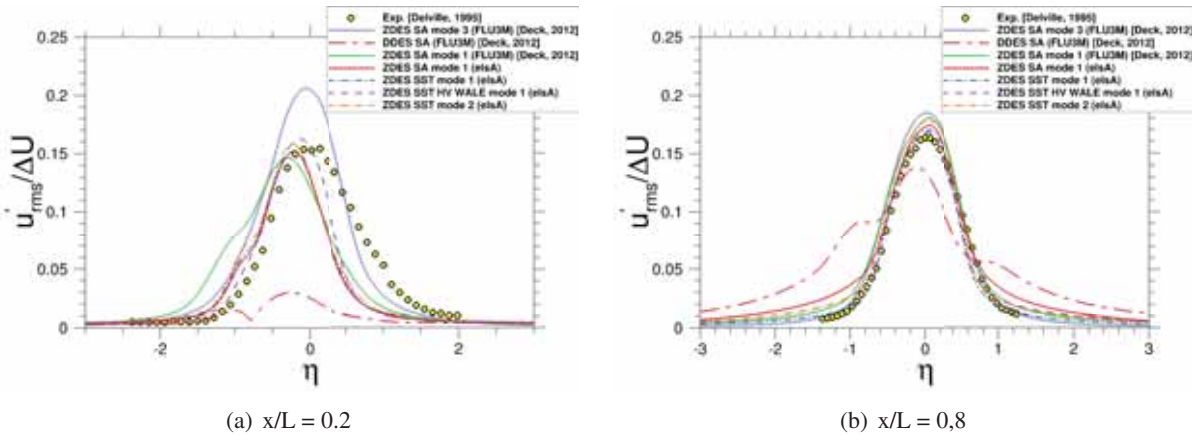 Exp. [Delville, 1995]
ZDES SA mode 3 (FLU3M) [Deck, 2012]
DDES SA (FLU3M) [Deck, 2012]
ZDES SA mode 1 (FLU3M) [Deck, 2012]
ZDES SA mode 1 (elsA)
ZDES SST mode 1 (elsA)
ZDES SST HV WALE mode 1 (elsA)
ZDES SST mode 2 (elsA)
0.25
0.2
0.15
0.1
0.05
0
u'rms/ΔU
-2 0 2
η
(a) x/L = 0.2
Exp. [Delville, 1995]
ZDES SA mode 3 (FLU3M) [Deck, 2012]
DDES SA (FLU3M) [Deck, 2012]
ZDES SA mode 1 (FLU3M) [Deck, 2012]
ZDES SA mode 1 (elsA)
ZDES SST mode 1 (elsA)
ZDES SST HV WALE mode 1 (elsA)
ZDES SST mode 2 (elsA)
0.25
0.2
0.15
0.1
0.05
0
u'rms/ΔU
-3 -2 -1 0 1 2 3
η
(b) x/L = 0,8